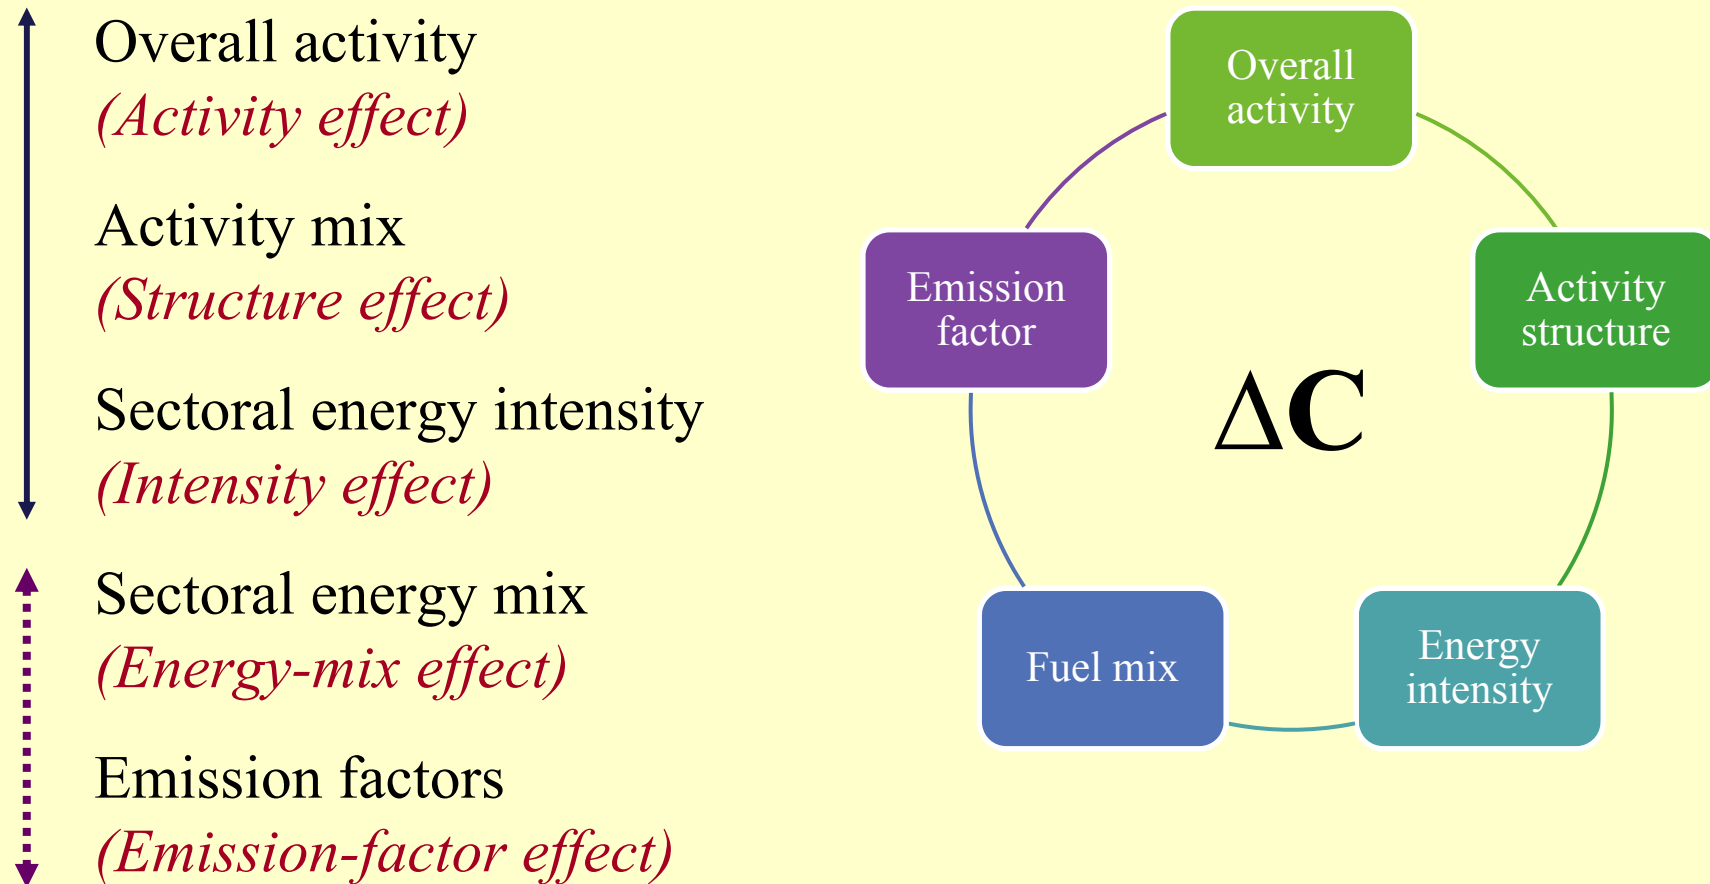 Overall activity
(Activity effect)
Activity mix
(Structure effect)
Sectoral energy intensity
(Intensity effect)
Sectoral energy mix
(Energy-mix effect)
Emission factors
(Emission-factor effect)
Overall
activity
Activity
structure
Energy
intensity
Fuel mix
Emission
factor
ΔC